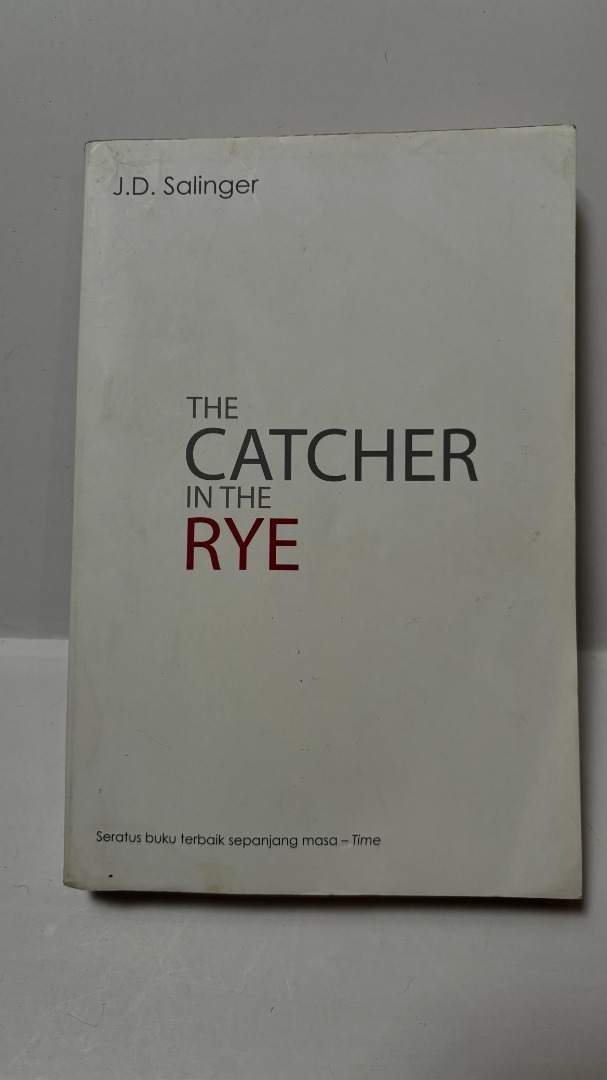 J.D. Salinger
THE
CATCHER
IN THE
RYE
Seratus buku terbaik sepanjang masa – Time